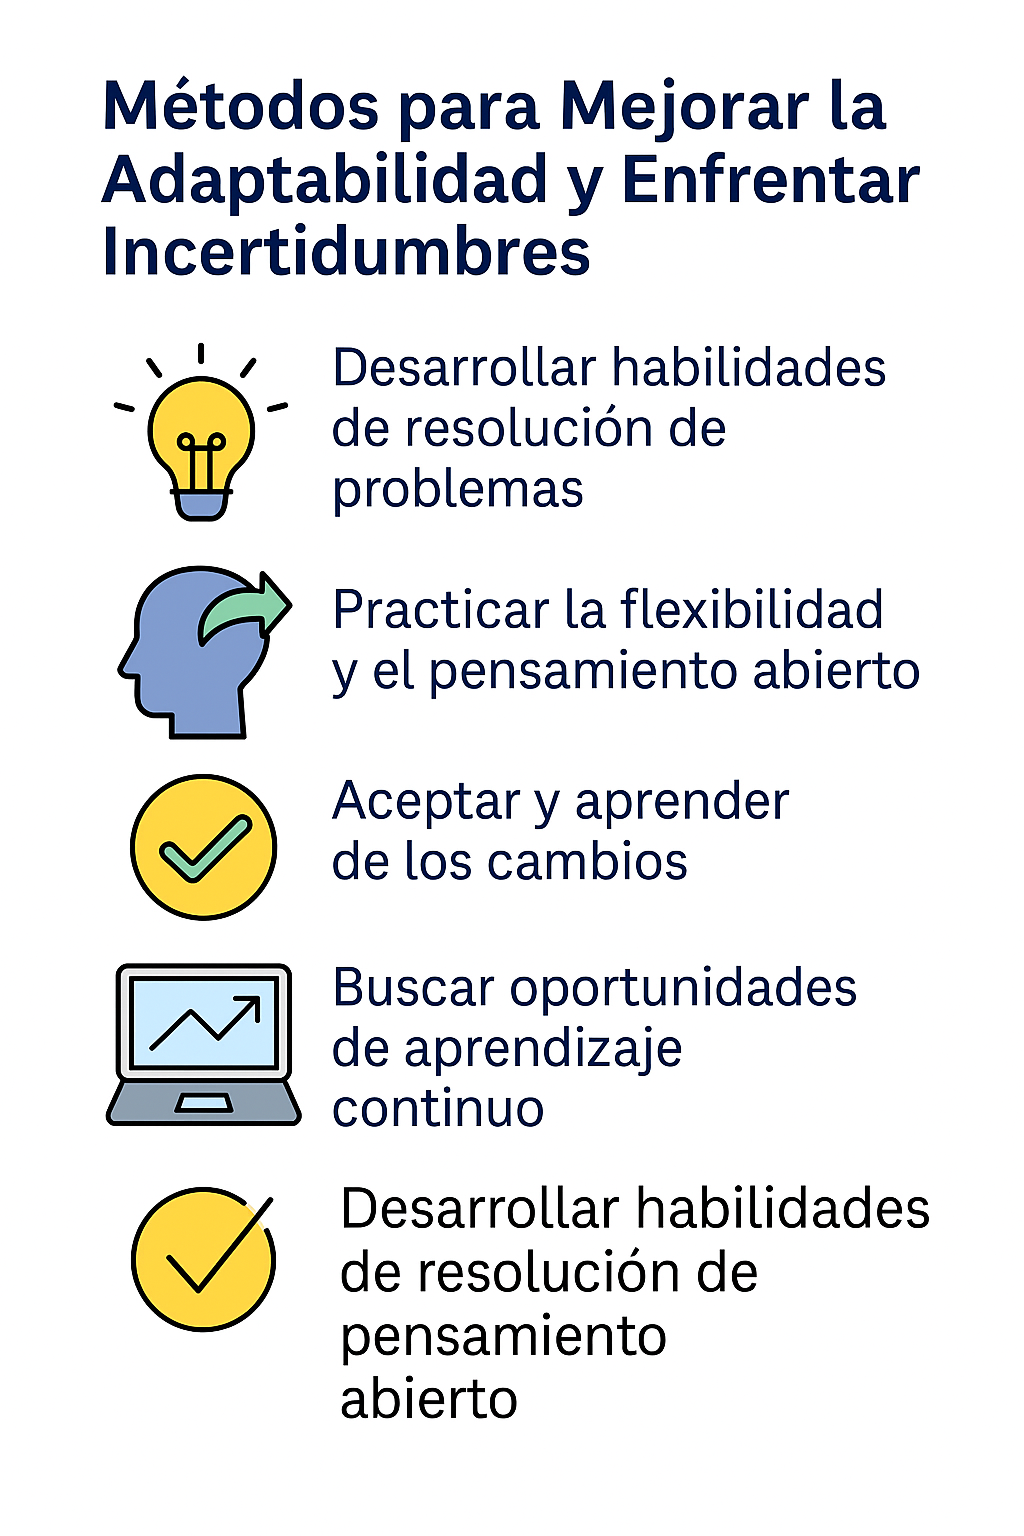 Métodos para Mejorar la
Adaptabilidad y Enfrentar
Incertidumbres
Desarrollar habilidades
de resolución de
problemas
Practicar la flexibilidad
y el pensamiento abierto
Aceptar y aprender
de los cambios
Buscar oportunidades
de aprendizaje
continuo
Desarrollar habilidades
de resolución de
pensamiento
abierto